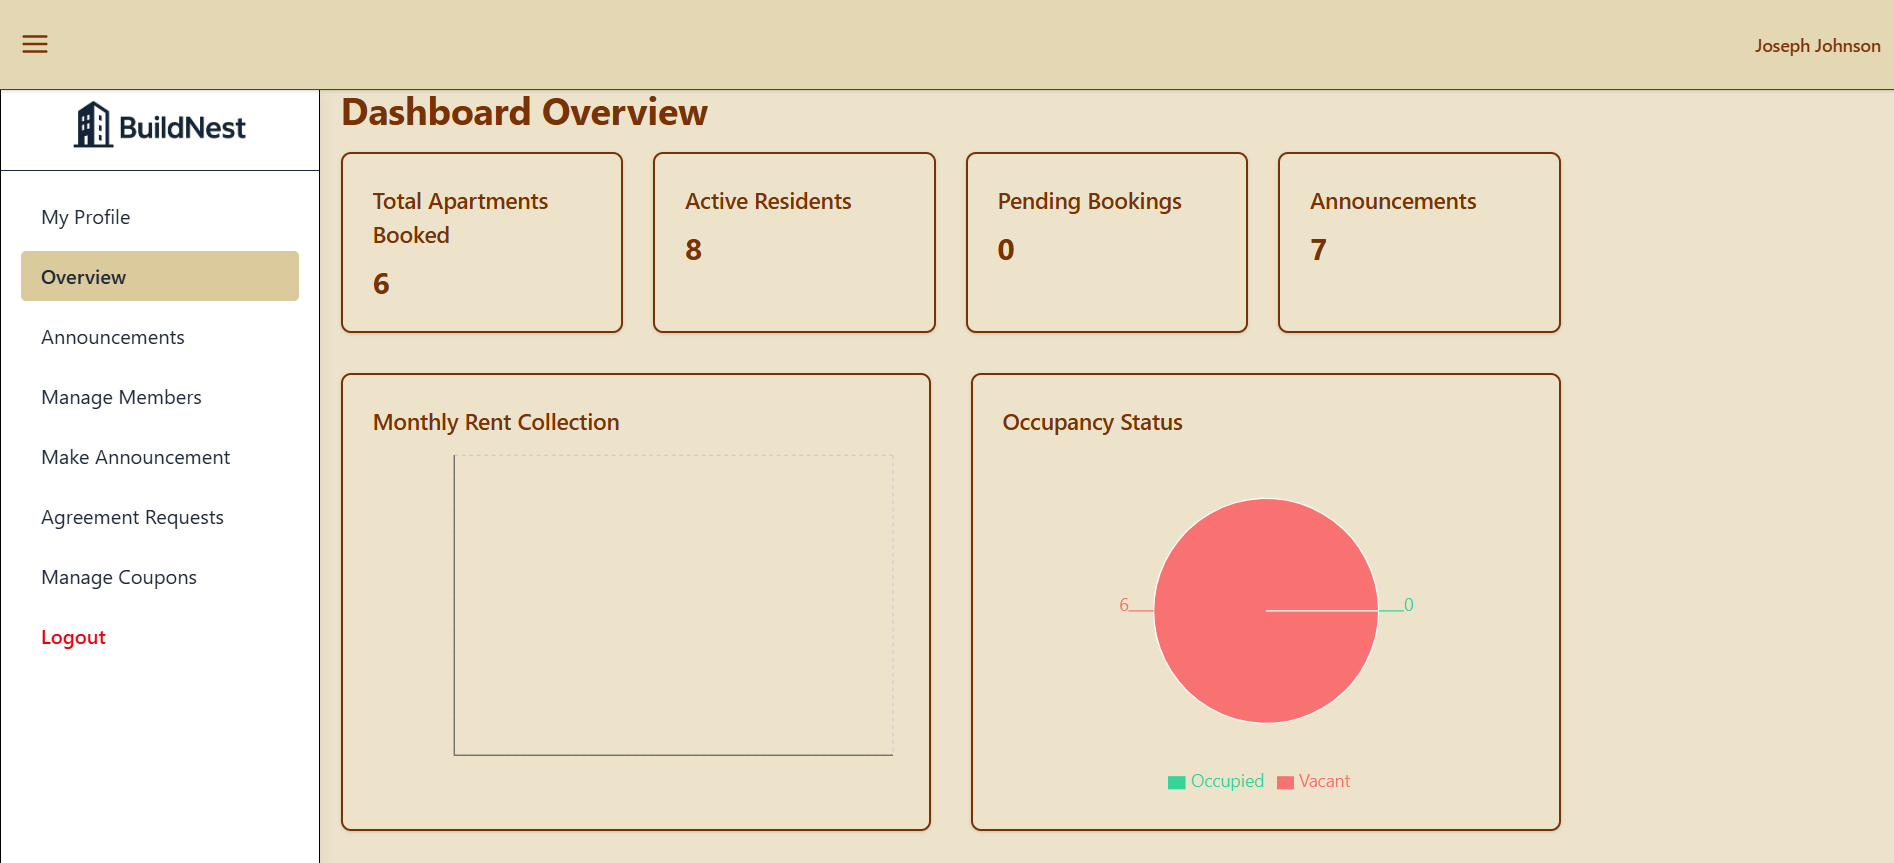 Joseph Johnson
BuildNest
My Profile
Overview
Announcements
Manage Members
Make Announcement
Agreement Requests
Manage Coupons
Logout
Dashboard Overview
Total Apartments
Booked
6
Active Residents
8
Pending Bookings
0
Announcements
7
Monthly Rent Collection
Occupancy Status
6
0
Occupied
Vacant